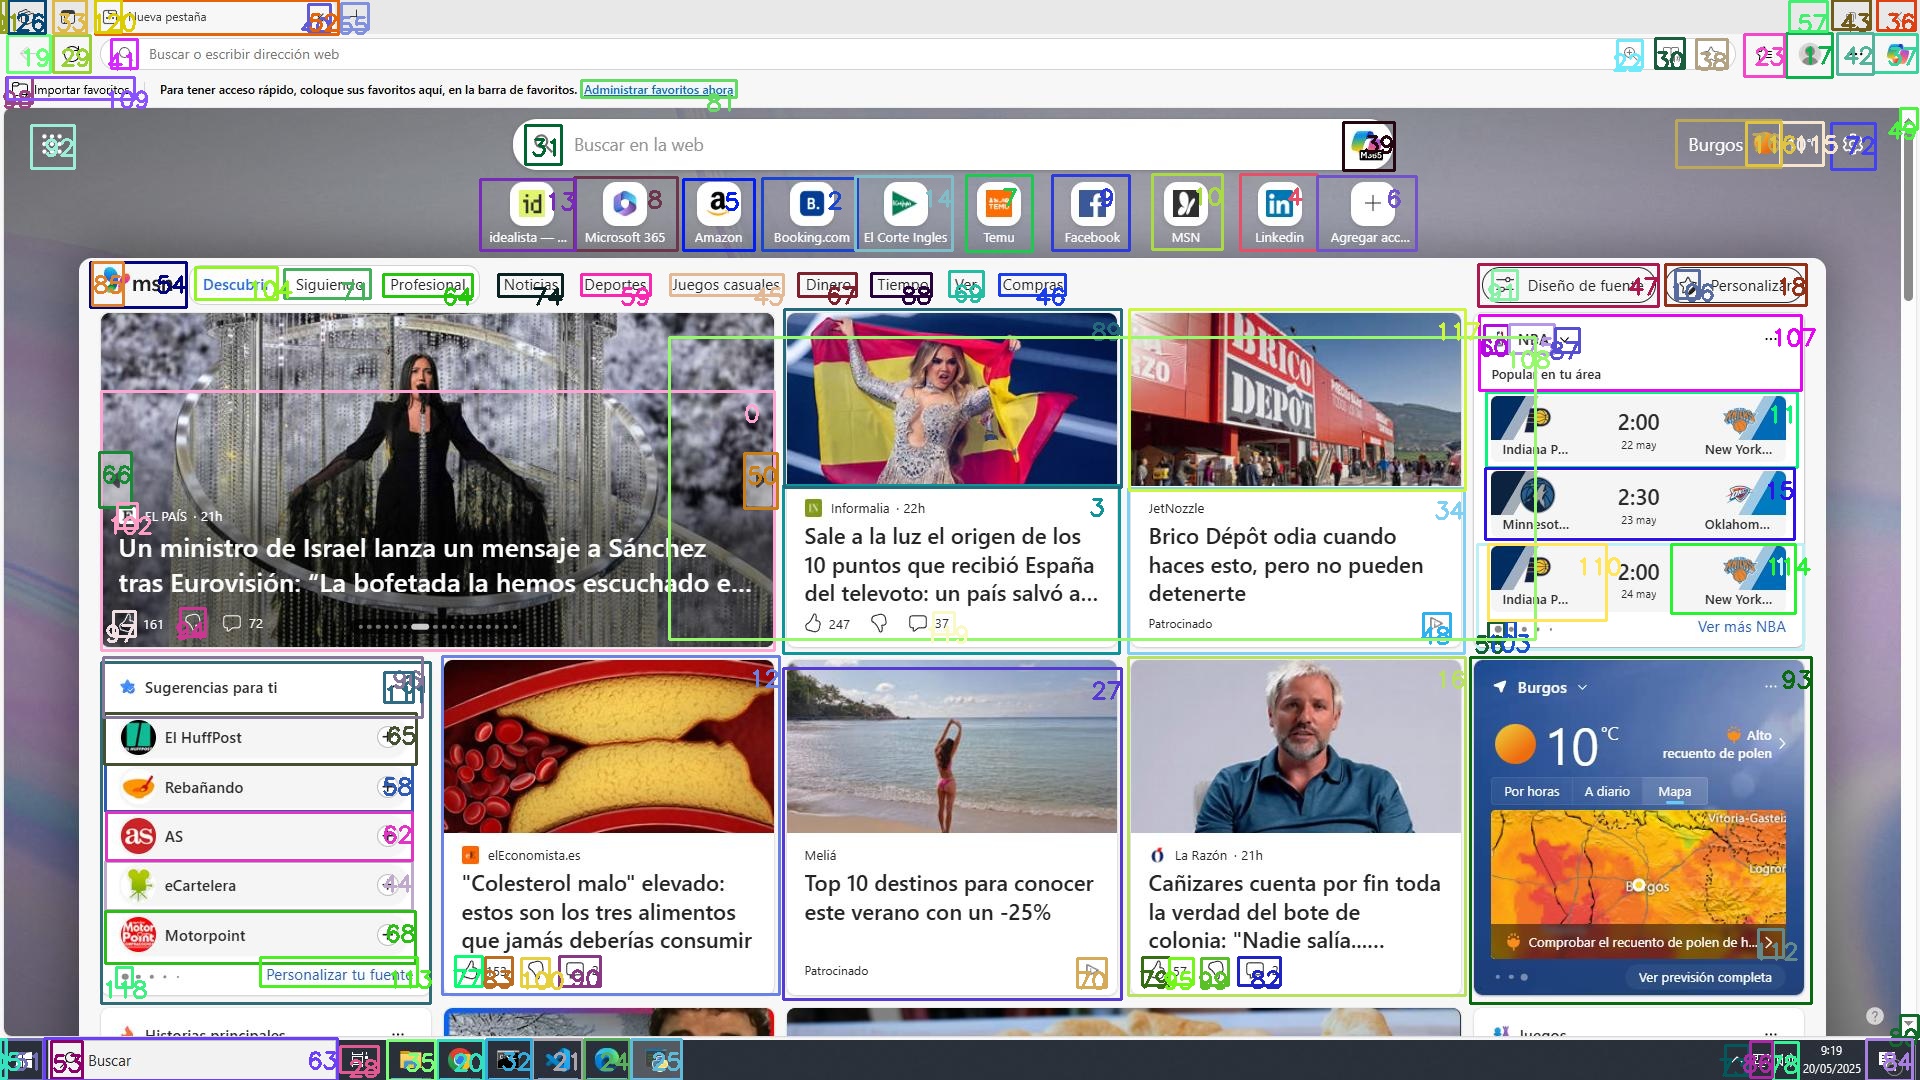 Nueva pestaña
Buscar o escribir dirección web
Importar favoritos
Para tener acceso rápido, coloque sus favoritos aquí, en la barra de favoritos. Administrar favoritos ahora
Buscar en la web
M365
Burgos
idealista — ...
Microsoft 365
Amazon
Booking.com
El Corte Ingles
Temu
Facebook
MSN
Linkedin
Agregar acc...
msn
Descubrir
Siguiendo
Profesional
Noticias
Deportes
Juegos casuales
Dinero
Tiempo
Ver
Compras
Diseño de fuente
Personalizar
EL PAÍS · 21h
Un ministro de Israel lanza un mensaje a Sánchez
tras Eurovisión: “La bofetada la hemos escuchado e...
161
72
Informalia · 22h
Sale a la luz el origen de los
10 puntos que recibió España
del televoto: un país salvó a...
247
37
BRICO
DEPÔT
JetNozzle
Brico Dépôt odia cuando
haces esto, pero no pueden
detenerte
Patrocinado
NBA
Popular en tu área
2:00
22 may
Indiana P...
New York...
2:30
23 may
Minnesot...
Oklahom...
2:00
24 may
Indiana P...
New York...
Ver más NBA
Sugerencias para ti
El HuffPost
Rebañando
AS
eCartelera
Motorpoint
Personalizar tu fuente
elEconomista.es
"Colesterol malo" elevado:
estos son los tres alimentos
que jamás deberías consumir
Meliá
Top 10 destinos para conocer
este verano con un -25%
Patrocinado
La Razón · 21h
Cañizares cuenta por fin toda
la verdad del bote de
colonia: "Nadie salía......
57
Burgos
10 °C
Alto
recuento de polen
Por horas
A diario
Mapa
Vitoria-Gasteiz
Burgos
Comprobar el recuento de polen de h...
Ver previsión completa
Historias principales
Juegos
Buscar
9:19
20/05/2025